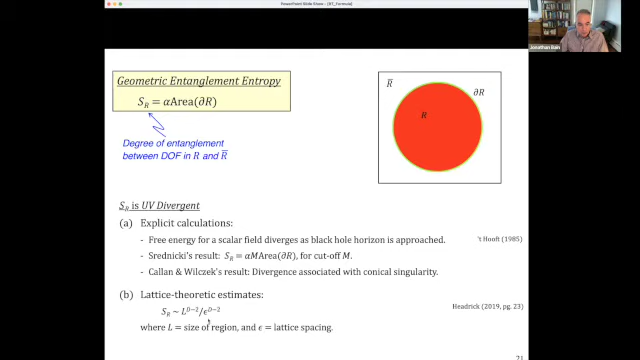 PowerPoint Slide Show - [RT_Formula]
Jonathan Bain
Geometric Entanglement Entropy
S_R = αArea(∂R)
Degree of entanglement
between DOF in R and R̅
R̅
∂R
R
S_R is UV Divergent
(a) Explicit calculations:
- Free energy for a scalar field diverges as black hole horizon is approached.
't Hooft (1985)
- Srednicki's result: S_R = αMArea(∂R), for cut-off M.
- Callan & Wilczek's result: Divergence associated with conical singularity.
(b) Lattice-theoretic estimates:
S_R ~ L^{D−2}/ϵ^{D−2}
Headrick (2019, pg. 23)
where L = size of region, and ϵ = lattice spacing.
21